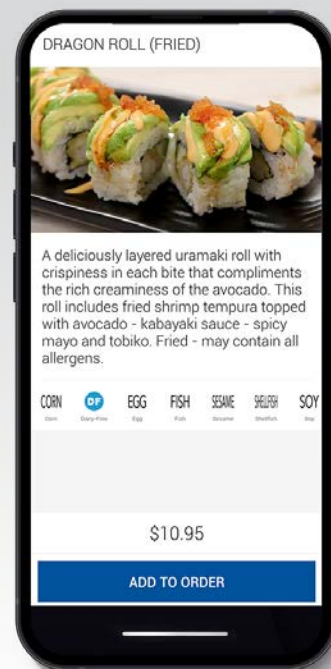 DRAGON ROLL (FRIED)
A deliciously layered uramaki roll with
crispiness in each bite that compliments
the rich creaminess of the avocado. This
roll includes fried shrimp tempura topped
with avocado - kabayaki sauce - spicy
mayo and tobiko. Fried - may contain all
allergens.
CORN DF EGG FISH SESAME SHELLFISH SOY
Corn Dairy-Free Egg Fish Sesame Shellfish Soy
$10.95
ADD TO ORDER